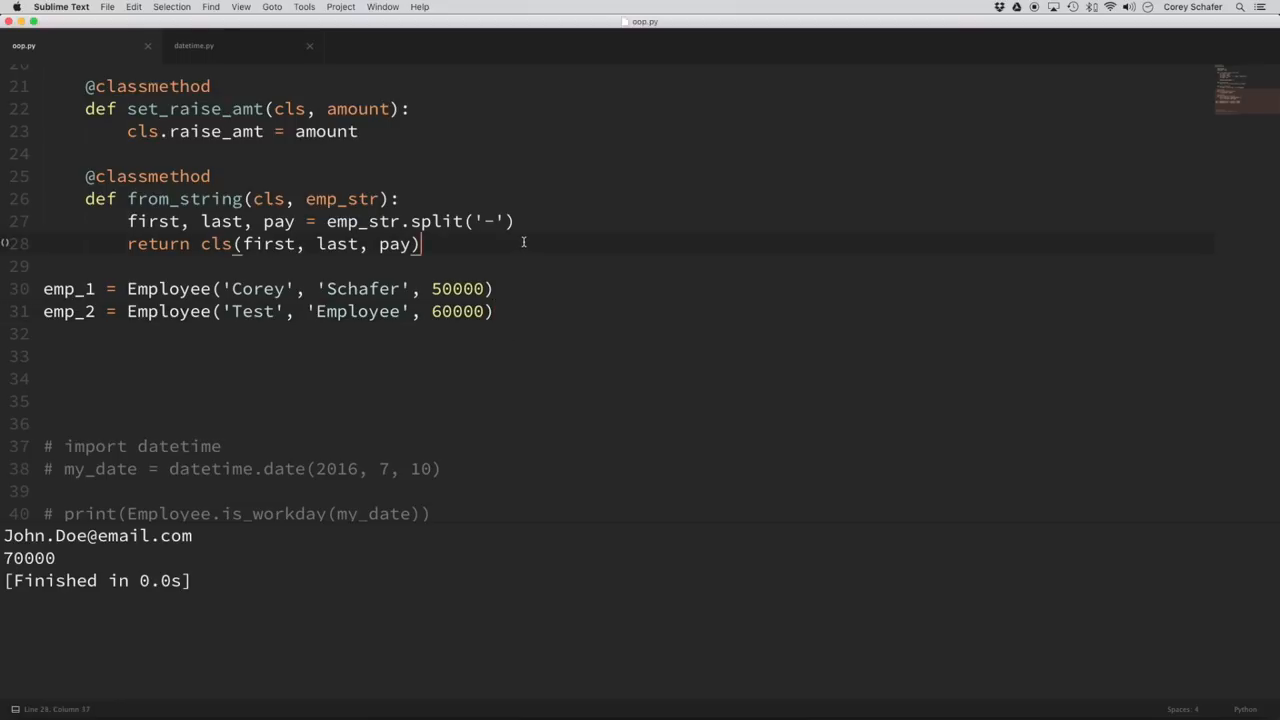 Sublime Text File Edit Selection Find View Goto Tools Project Window Help Corey Schafer
oop.py
oop.py datetime.py
20
21 @classmethod
22 def set_raise_amt(cls, amount):
23 cls.raise_amt = amount
24
25 @classmethod
26 def from_string(cls, emp_str):
27 first, last, pay = emp_str.split('-')
28 return cls(first, last, pay)
29
30 emp_1 = Employee('Corey', 'Schafer', 50000)
31 emp_2 = Employee('Test', 'Employee', 60000)
32
33
34
35
36
37 # import datetime
38 # my_date = datetime.date(2016, 7, 10)
39
40 # print(Employee.is_workday(my_date))
John.Doe@email.com
70000
[Finished in 0.0s]
Line 28, Column 37 Spaces: 4 Python